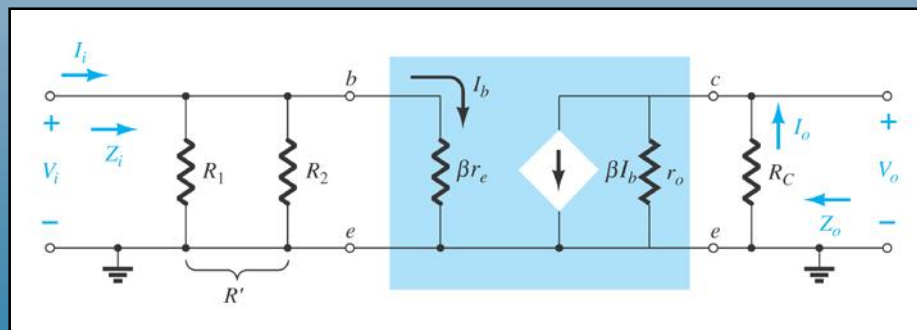 I_i
b
I_b
c
+
Z_i
I_o
+
V_i
R_1
R_2
βr_e
βI_b
r_o
R_C
V_o
–
e
e
Z_o
–
R'